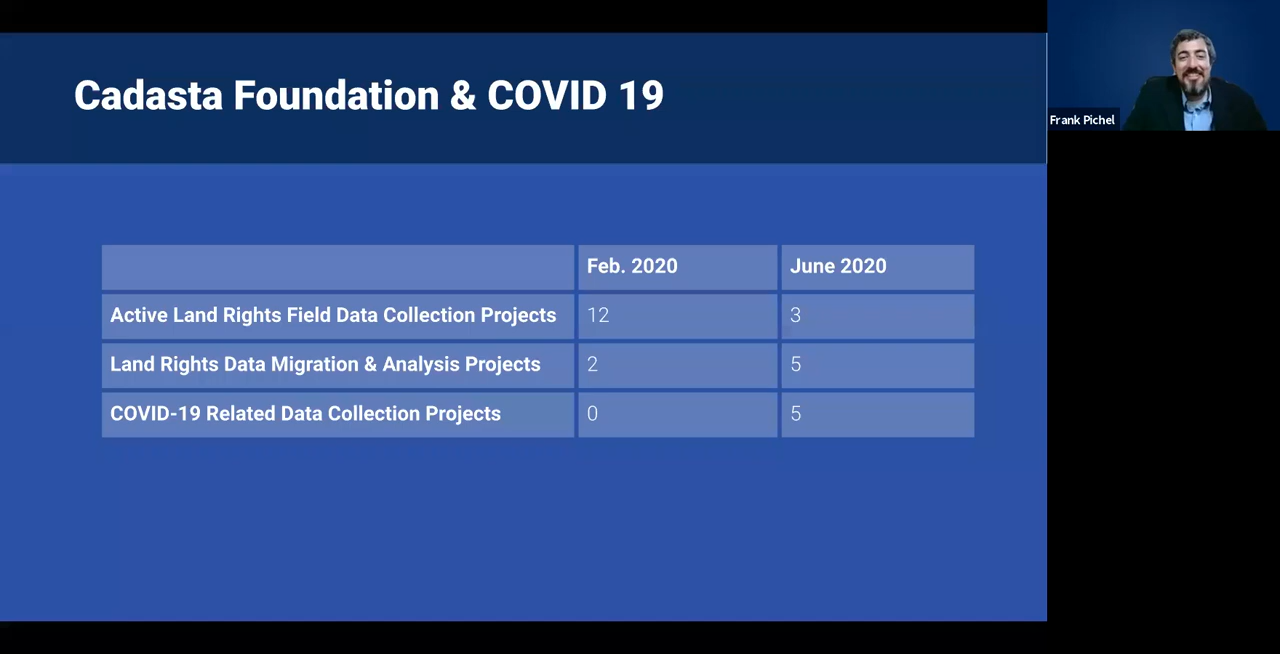 Cadasta Foundation & COVID 19
Frank Pichel
Feb. 2020 June 2020
Active Land Rights Field Data Collection Projects 12 3
Land Rights Data Migration & Analysis Projects 2 5
COVID-19 Related Data Collection Projects 0 5